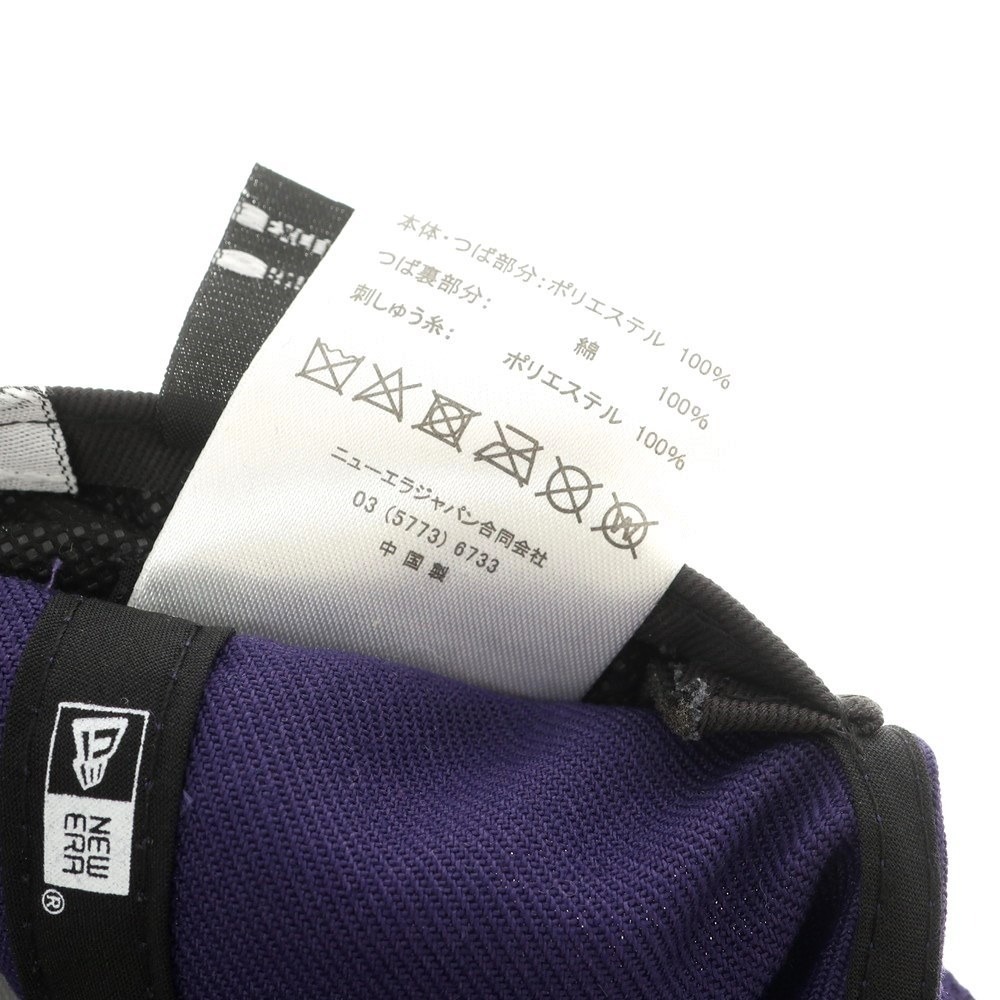 本体・つば部分:ポリエステル 100%
つば裏部分: 綿 100%
刺しゅう糸: ポリエステル 100%
ニューエラジャパン合同会社
03 (5773) 6733
中国製
NEW
ERA
®